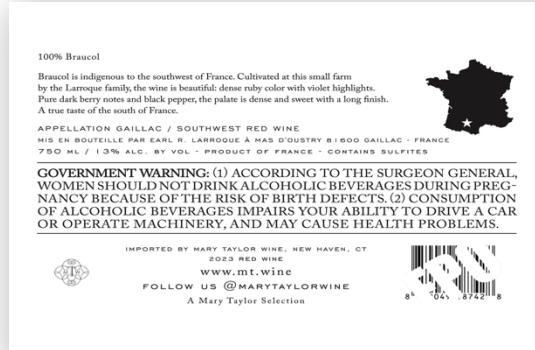 100% Braucol
Braucol is indigenous to the southwest of France. Cultivated at this small farm
by the Larroque family, the wine is beautiful: dense ruby color with violet highlights.
Pure dark berry notes and black pepper, the palate is dense and sweet with a long finish.
A true taste of the south of France.
APPELLATION GAILLAC / SOUTHWEST RED WINE
MIS EN BOUTEILLE PAR EARL R. LARROQUE À MAS D'OUSTRY 81600 GAILLAC - FRANCE
750 ML / 13% ALC. BY VOL - PRODUCT OF FRANCE - CONTAINS SULFITES
GOVERNMENT WARNING: (1) ACCORDING TO THE SURGEON GENERAL,
WOMEN SHOULD NOT DRINK ALCOHOLIC BEVERAGES DURING PREG-
NANCY BECAUSE OF THE RISK OF BIRTH DEFECTS. (2) CONSUMPTION
OF ALCOHOLIC BEVERAGES IMPAIRS YOUR ABILITY TO DRIVE A CAR
OR OPERATE MACHINERY, AND MAY CAUSE HEALTH PROBLEMS.
IMPORTED BY MARY TAYLOR WINE, NEW HAVEN, CT
2023 RED WINE
www.mt.wine
FOLLOW US @MARYTAYLORWINE
A Mary Taylor Selection